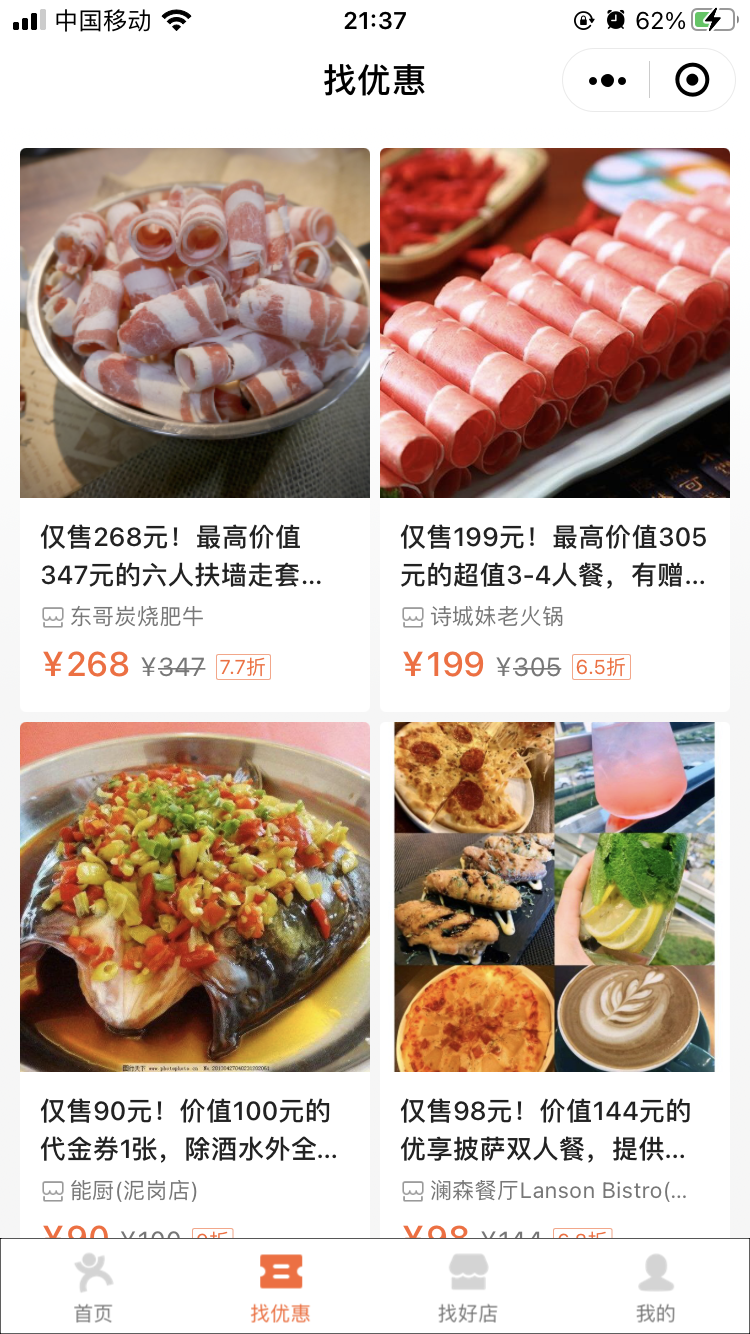 中国移动 21:37 62%
找优惠
仅售268元！最高价值
347元的六人扶墙走套...
东哥炭烧肥牛
¥268 ¥347 7.7折
仅售199元！最高价值305
元的超值3-4人餐，有赠...
诗城妹老火锅
¥199 ¥305 6.5折
仅售90元！价值100元的
代金券1张，除酒水外全...
能厨(泥岗店)
¥90 ¥100 9折
仅售98元！价值144元的
优享披萨双人餐，提供...
澜森餐厅Lanson Bistro(...
¥98 ¥144
首页 找优惠 找好店 我的